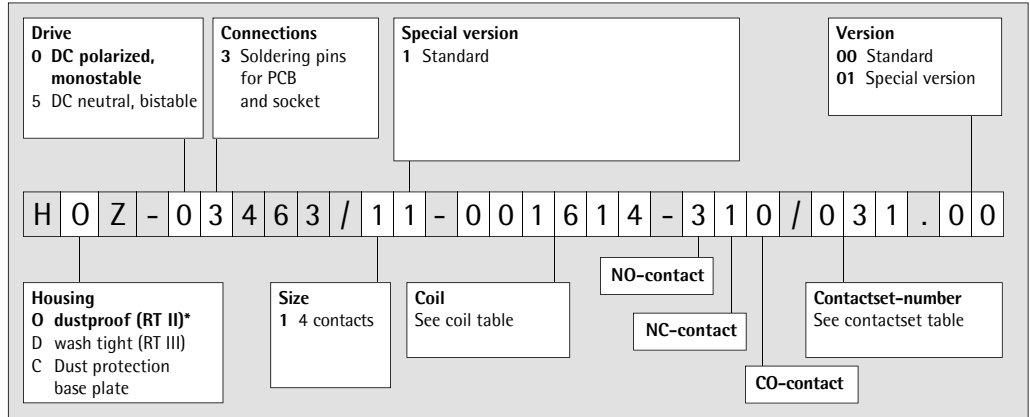 Drive
0 DC polarized,
monostable
5 DC neutral, bistable
Connections
3 Soldering pins
for PCB
and socket
Special version
1 Standard
Version
00 Standard
01 Special version
H O Z - 0 3 4 6 3 / 1 1 - 0 0 1 6 1 4 - 3 1 0 / 0 3 1 . 0 0
Housing
O dustproof (RT II)*
D wash tight (RT III)
C Dust protection
base plate
Size
1 4 contacts
Coil
See coil table
NO-contact
NC-contact
CO-contact
Contactset-number
See contactset table